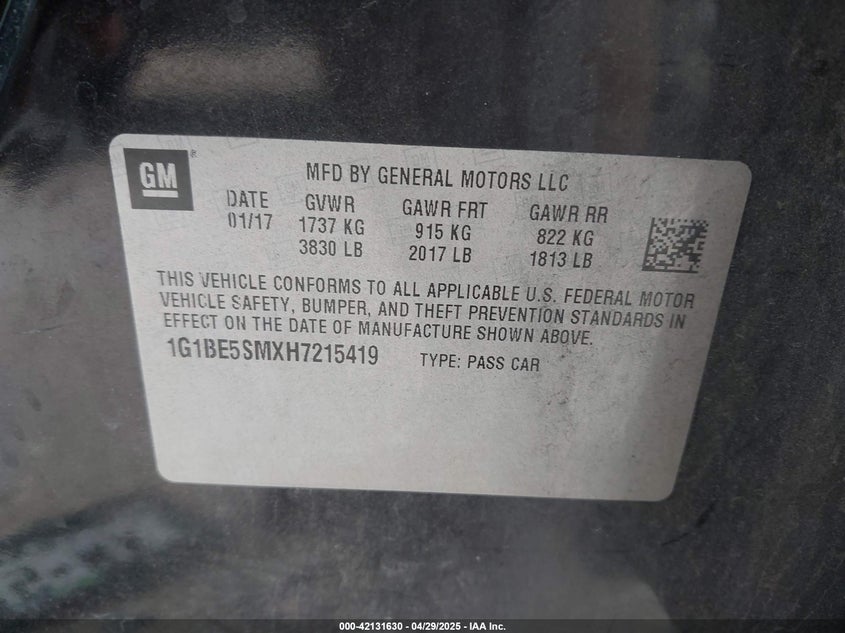 GM
MFD BY GENERAL MOTORS LLC
DATE GVWR GAWR FRT GAWR RR
01/17 1737 KG 915 KG 822 KG
3830 LB 2017 LB 1813 LB
THIS VEHICLE CONFORMS TO ALL APPLICABLE U.S. FEDERAL MOTOR
VEHICLE SAFETY, BUMPER, AND THEFT PREVENTION STANDARDS IN
EFFECT ON THE DATE OF MANUFACTURE SHOWN ABOVE.
1G1BE5SMXH7215419 TYPE: PASS CAR
000-42131630 | 04/29/2025 | IAA Inc.